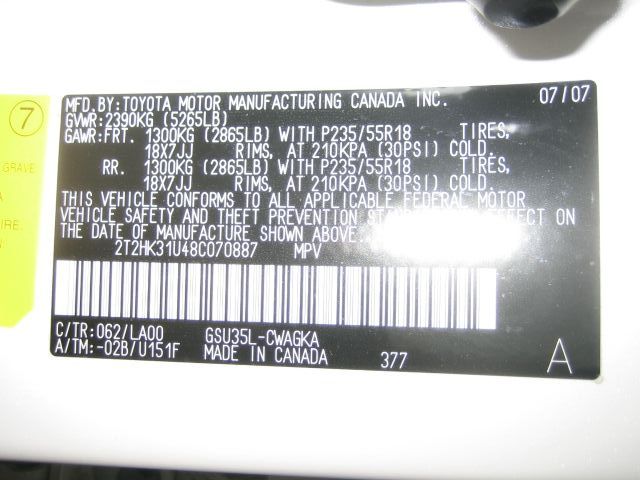 MFD.BY:TOYOTA MOTOR MANUFACTURING CANADA INC. 07/07
GVWR:2390KG (5265LB)
GAWR:FRT. 1300KG (2865LB) WITH P235/55R18 TIRES,
18X7JJ RIMS, AT 210KPA (30PSI) COLD.
RR. 1300KG (2865LB) WITH P235/55R18 TIRES,
18X7JJ RIMS, AT 210KPA (30PSI) COLD.
THIS VEHICLE CONFORMS TO ALL APPLICABLE FEDERAL MOTOR
VEHICLE SAFETY AND THEFT PREVENTION EFFECT ON
THE DATE OF MANUFACTURE SHOWN ABOVE.
2T2HK31U48C070887 MPV
C/TR:062/LA00 GSU35L-CWAGKA
A/TM:-02B/U151F MADE IN CANADA 377 A
7
GRAVE